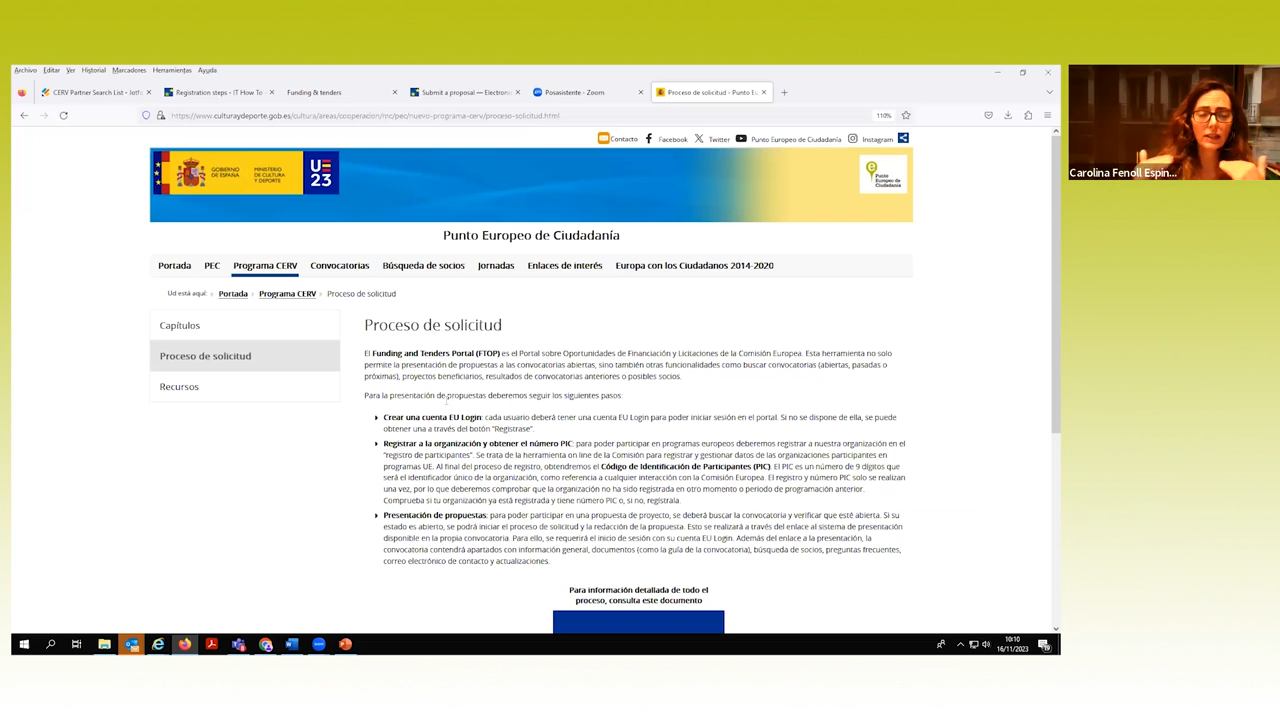 Archivo Editar Ver Historial Marcadores Herramientas Ayuda
CERV Partner Search List - Jotfo
Registration steps - IT How To
Funding & tenders
Submit a proposal — Electronic
Posasistente - Zoom
Proceso de solicitud - Punto Eu
https://www.culturaydeporte.gob.es/cultura/areas/cooperacion/mc/pec/nuevo-programa-cerv/proceso-solicitud.html
110%
Contacto Facebook Twitter Punto Europeo de Ciudadanía Instagram
GOBIERNO DE ESPAÑA
MINISTERIO DE CULTURA Y DEPORTE
UE23
Punto Europeo de Ciudadanía
Punto Europeo de Ciudadanía
Portada PEC Programa CERV Convocatorias Búsqueda de socios Jornadas Enlaces de interés Europa con los Ciudadanos 2014-2020
Ud está aquí: Portada Programa CERV Proceso de solicitud
Capítulos
Proceso de solicitud
Recursos
Proceso de solicitud
El Funding and Tenders Portal (FTOP) es el Portal sobre Oportunidades de Financiación y Licitaciones de la Comisión Europea. Esta herramienta no solo
permite la presentación de propuestas a las convocatorias abiertas, sino también otras funcionalidades como buscar convocatorias (abiertas, pasadas o
próximas), proyectos beneficiarios, resultados de convocatorias anteriores o posibles socios.
Para la presentación de propuestas deberemos seguir los siguientes pasos:
Crear una cuenta EU Login: cada usuario deberá tener una cuenta EU Login para poder iniciar sesión en el portal. Si no se dispone de ella, se puede
obtener una a través del botón "Registrase".
Registrar a la organización y obtener el número PIC: para poder participar en programas europeos deberemos registrar a nuestra organización en el
"registro de participantes". Se trata de la herramienta on line de la Comisión para registrar y gestionar datos de las organizaciones participantes en
programas UE. Al final del proceso de registro, obtendremos el Código de Identificación de Participantes (PIC). El PIC es un número de 9 dígitos que
será el identificador único de la organización, como referencia a cualquier interacción con la Comisión Europea. El registro y número PIC solo se realizan
una vez, por lo que deberemos comprobar que la organización no ha sido registrada en otro momento o periodo de programación anterior.
Comprueba si tu organización ya está registrada y tiene número PIC o, si no, regístrala.
Presentación de propuestas: para poder participar en una propuesta de proyecto, se deberá buscar la convocatoria y verificar que esté abierta. Si su
estado es abierto, se podrá iniciar el proceso de solicitud y la redacción de la propuesta. Esto se realizará a través del enlace al sistema de presentación
disponible en la propia convocatoria. Para ello, se requerirá el inicio de sesión con su cuenta EU Login. Además del enlace a la presentación, la
convocatoria contendrá apartados con información general, documentos (como la guía de la convocatoria), búsqueda de socios, preguntas frecuentes,
correo electrónico de contacto y actualizaciones.
Para información detallada de todo el
proceso, consulta este documento
10:10
16/11/2023
Carolina Fenoll Espin...